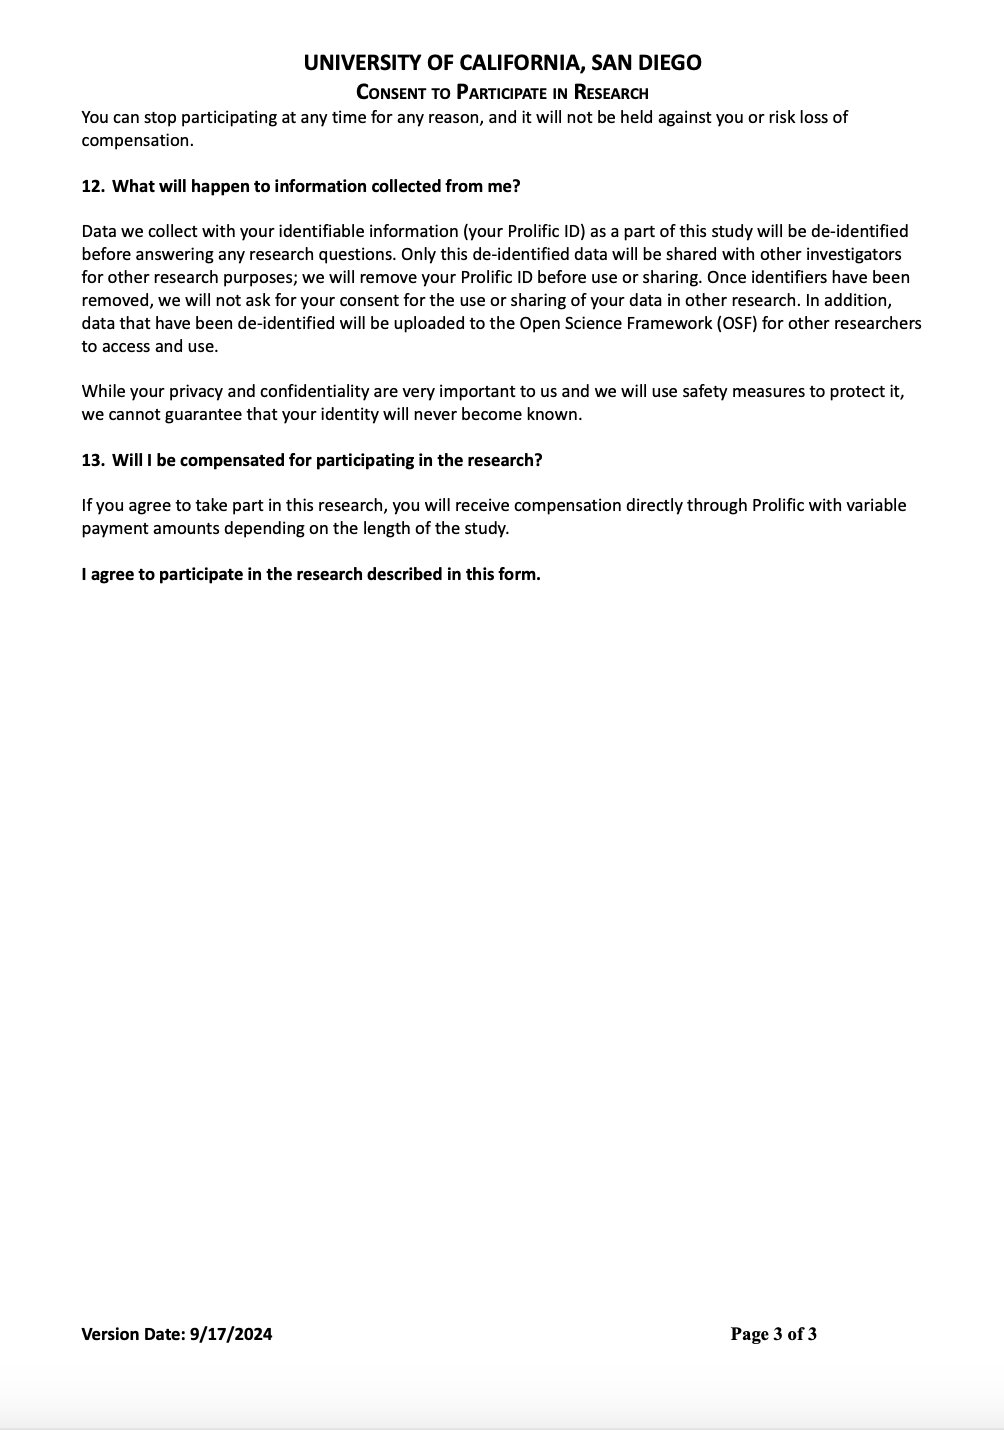 UNIVERSITY OF CALIFORNIA, SAN DIEGO
CONSENT TO PARTICIPATE IN RESEARCH
You can stop participating at any time for any reason, and it will not be held against you or risk loss of
compensation.
12. What will happen to information collected from me?
Data we collect with your identifiable information (your Prolific ID) as a part of this study will be de-identified
before answering any research questions. Only this de-identified data will be shared with other investigators
for other research purposes; we will remove your Prolific ID before use or sharing. Once identifiers have been
removed, we will not ask for your consent for the use or sharing of your data in other research. In addition,
data that have been de-identified will be uploaded to the Open Science Framework (OSF) for other researchers
to access and use.
While your privacy and confidentiality are very important to us and we will use safety measures to protect it,
we cannot guarantee that your identity will never become known.
13. Will I be compensated for participating in the research?
If you agree to take part in this research, you will receive compensation directly through Prolific with variable
payment amounts depending on the length of the study.
I agree to participate in the research described in this form.
Version Date: 9/17/2024 Page 3 of 3